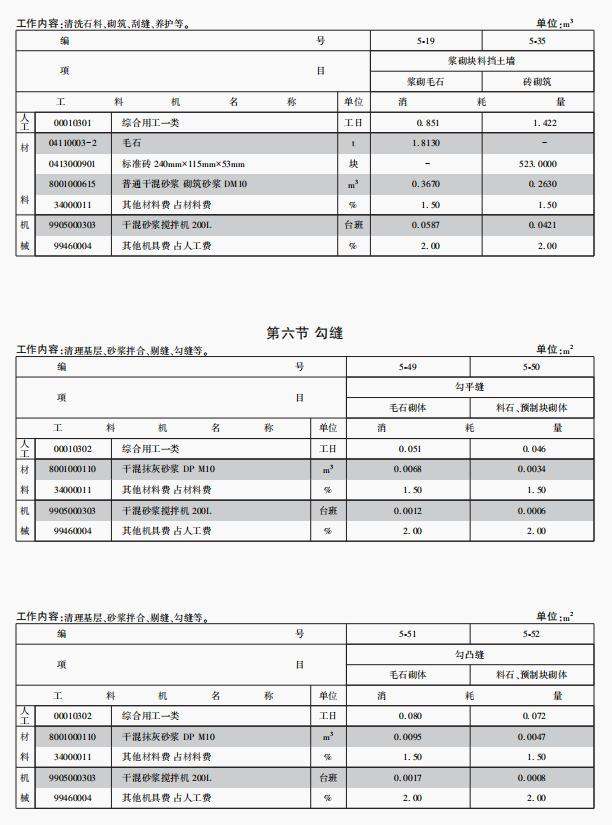 工作内容:清洗石料、砌筑、刮缝、养护等。 单位:m³
编 号 5-19 5-35
项 目 浆砌块料挡土墙
浆砌毛石 砖砌筑
工 料 机 名 称 单位 消 耗 量
人工 00010301 综合用工一类 工日 0.851 1.422
材料 04110003-2 毛石 t 1.8130 -
0413000901 标准砖 240mm×115mm×53mm 块 - 523.0000
8001000615 普通干混砂浆 砌筑砂浆 DM10 m³ 0.3670 0.2630
34000011 其他材料费 占材料费 % 1.50 1.50
机械 9905000303 干混砂浆搅拌机 200L 台班 0.0587 0.0421
99460004 其他机具费 占人工费 % 2.00 2.00
第六节 勾缝
工作内容:清理基层、砂浆拌合、剔缝、勾缝等。 单位:m²
编 号 5-49 5-50
项 目 勾平缝
毛石砌体 料石、预制块砌体
工 料 机 名 称 单位 消 耗 量
人工 00010302 综合用工一类 工日 0.051 0.046
材料 8001000110 干混抹灰砂浆 DP M10 m³ 0.0068 0.0034
34000011 其他材料费 占材料费 % 1.50 1.50
机械 9905000303 干混砂浆搅拌机 200L 台班 0.0012 0.0006
99460004 其他机具费 占人工费 % 2.00 2.00
工作内容:清理基层、砂浆拌合、剔缝、勾缝等。 单位:m²
编 号 5-51 5-52
项 目 勾凸缝
毛石砌体 料石、预制块砌体
工 料 机 名 称 单位 消 耗 量
人工 00010302 综合用工一类 工日 0.080 0.072
材料 8001000110 干混抹灰砂浆 DP M10 m³ 0.0095 0.0047
34000011 其他材料费 占材料费 % 1.50 1.50
机械 9905000303 干混砂浆搅拌机 200L 台班 0.0017 0.0008
99460004 其他机具费 占人工费 % 2.00 2.00